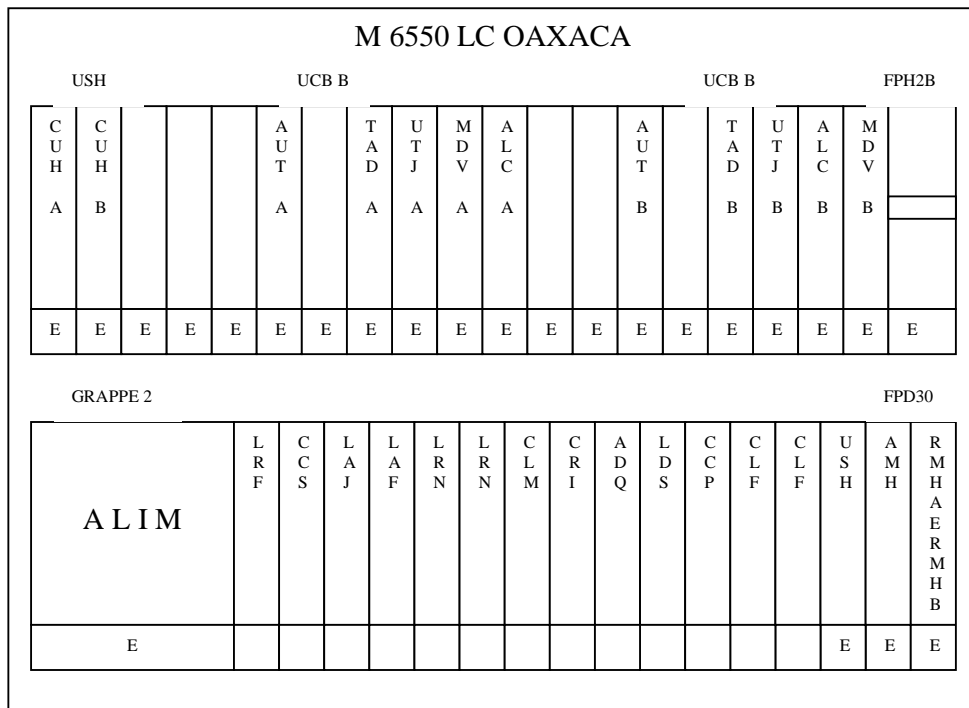 M 6550 LC OAXACA
USH UCB B UCB B FPH2B
CUH A CUH B AUT A TAD A UTJ A MDV A ALC A AUT B TAD B UTJ B ALC B MDV B
E E E E E E E E E E E E E E E E E E E E
GRAPPE 2 FPD30
ALIM LRF CCS LAJ LAF LRN LRN CLM CRI ADQ LDS CCP CLF CLF USH AMH RMHAERMHB
E E E E